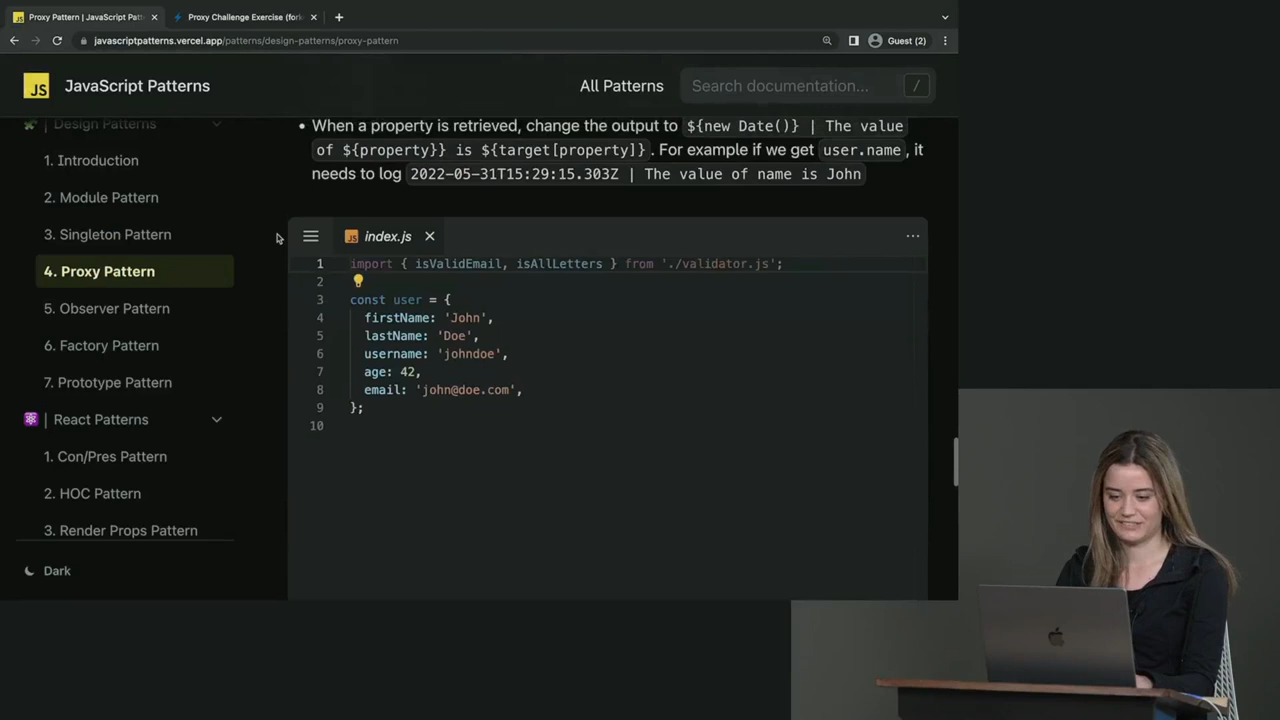 Proxy Pattern | JavaScript Pat
Proxy Challenge Exercise (fork
javascriptpatterns.vercel.app/patterns/design-patterns/proxy-pattern
Guest (2)
JS
JavaScript Patterns
All Patterns
Search documentation...
/
| Design Patterns
1. Introduction
2. Module Pattern
3. Singleton Pattern
4. Proxy Pattern
5. Observer Pattern
6. Factory Pattern
7. Prototype Pattern
| React Patterns
1. Con/Pres Pattern
2. HOC Pattern
3. Render Props Pattern
Dark
• When a property is retrieved, change the output to ${new Date()} | The value
of ${property}} is ${target[property]}. For example if we get user.name, it
needs to log 2022-05-31T15:29:15.303Z | The value of name is John
JS index.js
1 import { isValidEmail, isAllLetters } from './validator.js';
2
3 const user = {
4 firstName: 'John',
5 lastName: 'Doe',
6 username: 'johndoe',
7 age: 42,
8 email: 'john@doe.com',
9 };
10